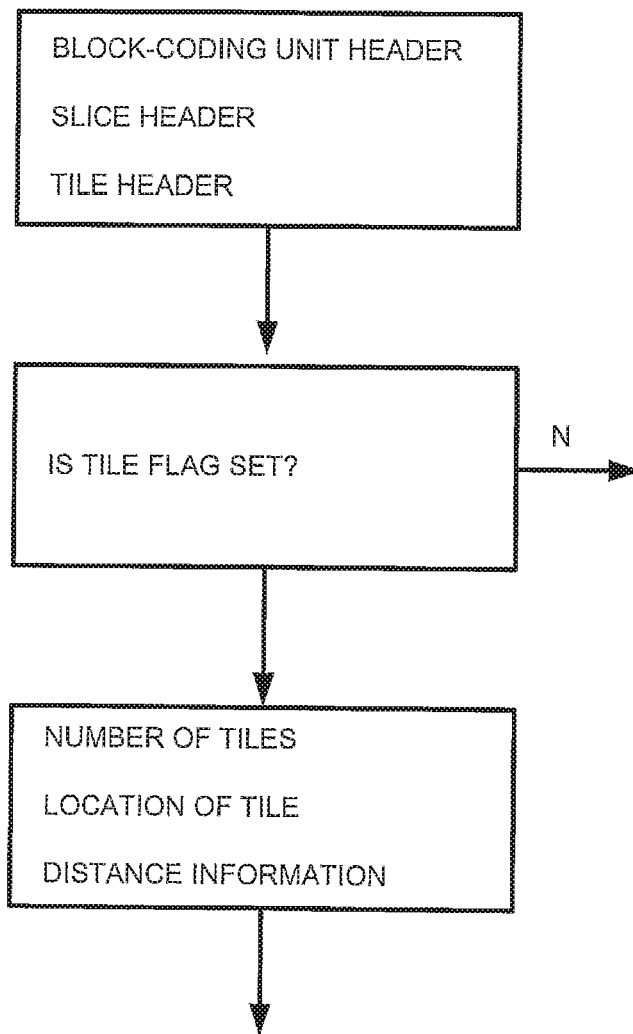 BLOCK-CODING UNIT HEADER
SLICE HEADER
TILE HEADER
IS TILE FLAG SET?
N
NUMBER OF TILES
LOCATION OF TILE
DISTANCE INFORMATION